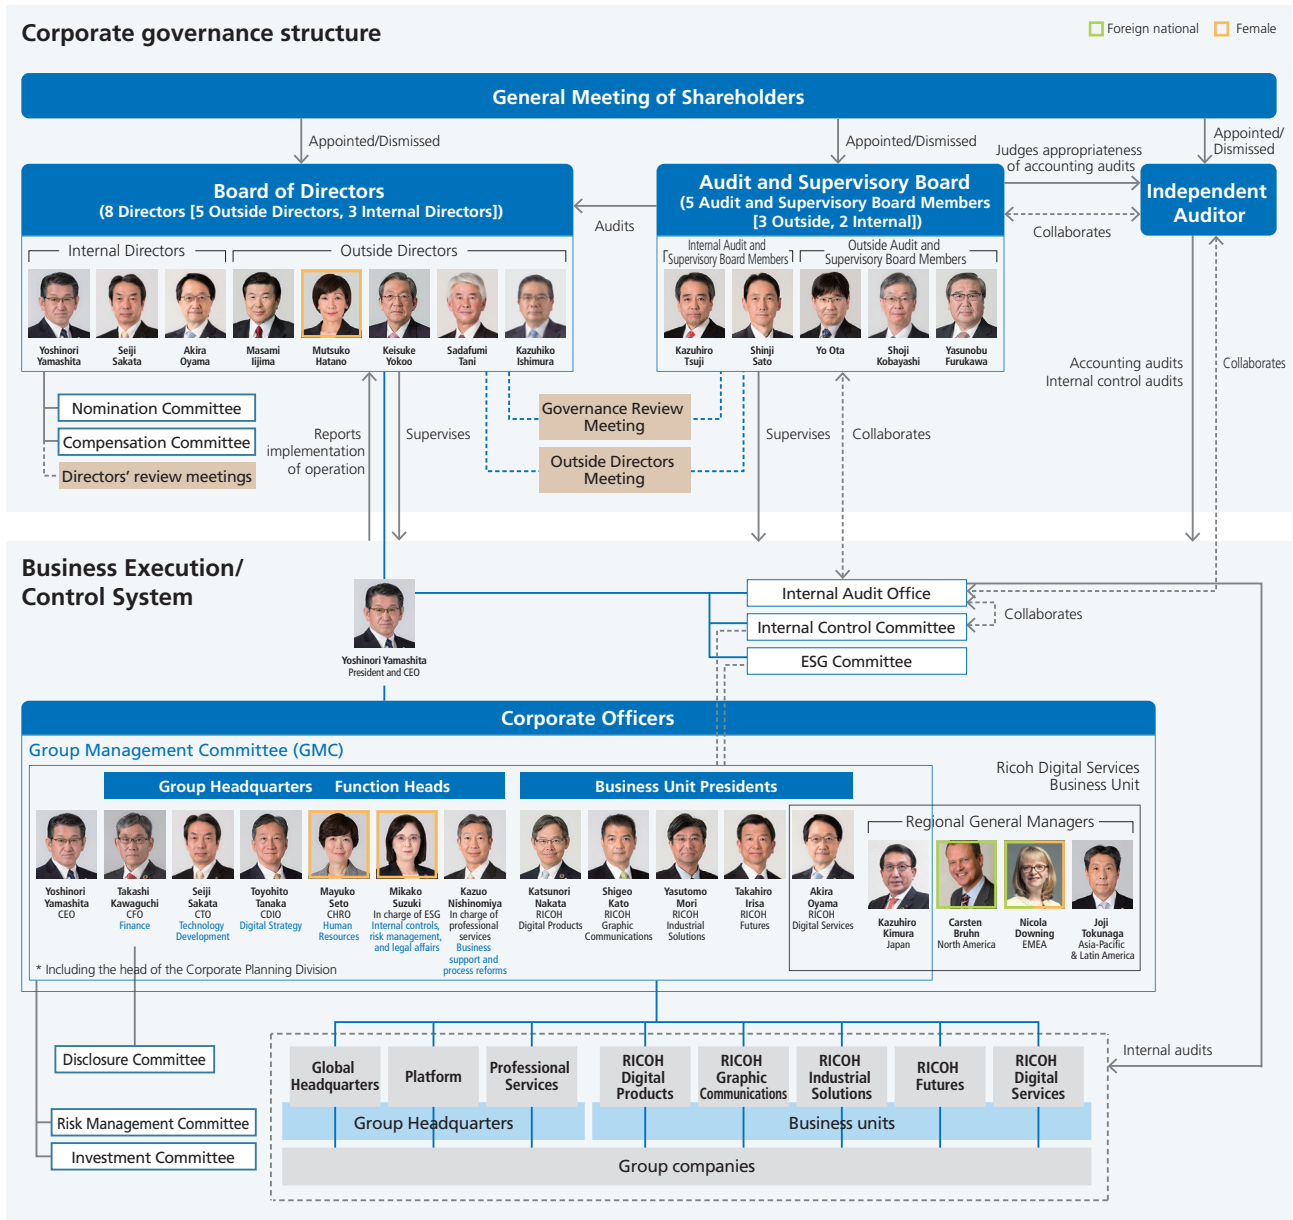 Corporate governance structure
Foreign national
Female
General Meeting of Shareholders
Appointed/Dismissed
Appointed/Dismissed
Appointed/
Dismissed
Board of Directors
(8 Directors [5 Outside Directors, 3 Internal Directors])
Audits
Audit and Supervisory Board
(5 Audit and Supervisory Board Members
[3 Outside, 2 Internal])
Judges appropriateness
of accounting audits
Collaborates
Independent
Auditor
Internal Directors
Outside Directors
Yoshinori
Yamashita
Seiji
Sakata
Akira
Oyama
Masami
Iijima
Mutsuko
Hatano
Keisuke
Yokoo
Sadafumi
Tani
Kazuhiko
Ishimura
Internal Audit and
Supervisory Board Members
Outside Audit and
Supervisory Board Members
Kazuhiro
Tsuji
Shinji
Sato
Yo Ota
Shoji
Kobayashi
Yasunobu
Furukawa
Accounting audits
Internal control audits
Collaborates
Nomination Committee
Compensation Committee
Directors’ review meetings
Reports
implementation
of operation
Supervises
Governance Review
Meeting
Outside Directors
Meeting
Supervises
Collaborates
Business Execution/
Control System
Yoshinori Yamashita
President and CEO
Internal Audit Office
Internal Control Committee
ESG Committee
Collaborates
Corporate Officers
Group Management Committee (GMC)
Group Headquarters Function Heads
Business Unit Presidents
Ricoh Digital Services
Business Unit
Regional General Managers
Yoshinori
Yamashita
CEO
Takashi
Kawaguchi
CFO
Finance
Seiji
Sakata
CTO
Technology
Development
Toyohito
Tanaka
CDIO
Digital Strategy
Mayuko
Seto
CHRO
Human
Resources
Mikako
Suzuki
In charge of ESG
Internal controls,
risk management,
and legal affairs
Kazuo
Nishinomiya
In charge of
professional
services
Business
support and
process reforms
Katsunori
Nakata
RICOH
Digital Products
Shigeo
Kato
RICOH
Graphic
Communications
Yasutomo
Mori
RICOH
Industrial
Solutions
Takahiro
Irisa
RICOH
Futures
Akira
Oyama
RICOH
Digital Services
Kazuhiro
Kimura
Japan
Carsten
Bruhn
North America
Nicola
Downing
EMEA
Joji
Tokunaga
Asia-Pacific
& Latin America
* Including the head of the Corporate Planning Division
Disclosure Committee
Risk Management Committee
Investment Committee
Global
Headquarters
Platform
Professional
Services
RICOH
Digital
Products
RICOH
Graphic
Communications
RICOH
Industrial
Solutions
RICOH
Futures
RICOH
Digital
Services
Internal audits
Group Headquarters
Business units
Group companies